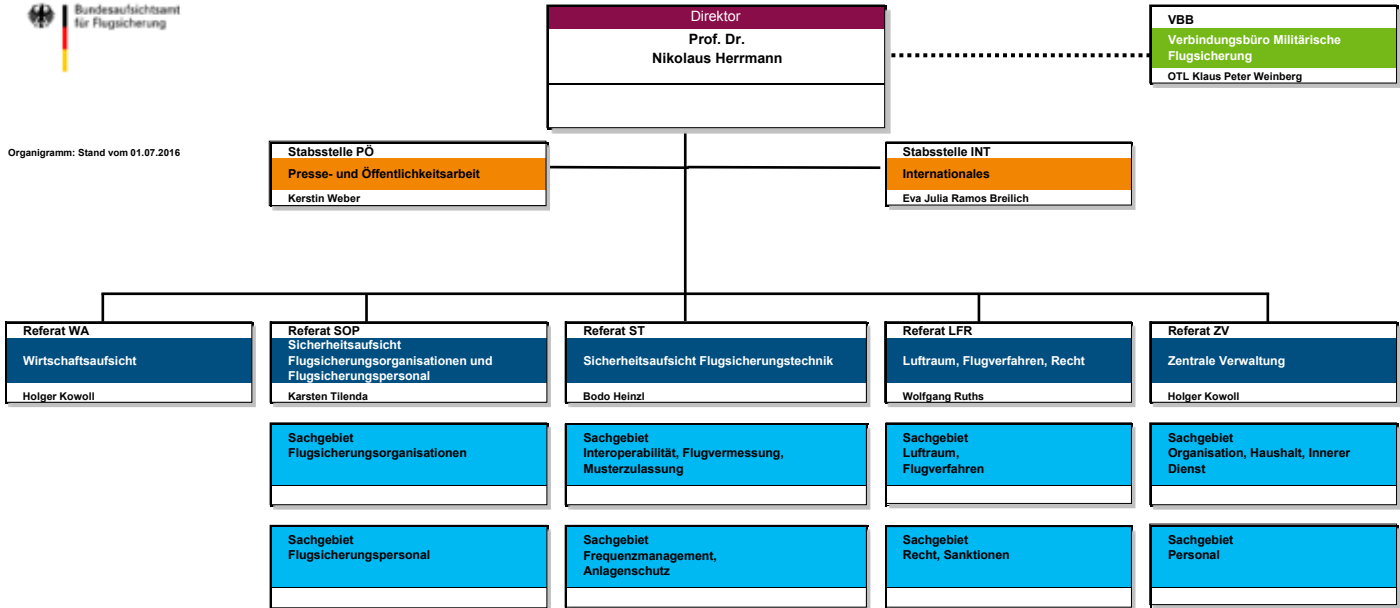 Bundesaufsichtsamt
für Flugsicherung
Direktor
Prof. Dr.
Nikolaus Herrmann
VBB
Verbindungsbüro Militärische
Flugsicherung
OTL Klaus Peter Weinberg
Organigramm: Stand vom 01.07.2016
Stabsstelle PÖ
Presse- und Öffentlichkeitsarbeit
Kerstin Weber
Stabsstelle INT
Internationales
Eva Julia Ramos Breilich
Referat WA
Wirtschaftsaufsicht
Holger Kowoll
Referat SOP
Sicherheitsaufsicht
Flugsicherungsorganisationen und
Flugsicherungspersonal
Karsten Tilenda
Referat ST
Sicherheitsaufsicht Flugsicherungstechnik
Bodo Heinzl
Referat LFR
Luftraum, Flugverfahren, Recht
Wolfgang Ruths
Referat ZV
Zentrale Verwaltung
Holger Kowoll
Sachgebiet
Flugsicherungsorganisationen
Sachgebiet
Interoperabilität, Flugvermessung,
Musterzulassung
Sachgebiet
Luftraum,
Flugverfahren
Sachgebiet
Organisation, Haushalt, Innerer
Dienst
Sachgebiet
Flugsicherungspersonal
Sachgebiet
Frequenzmanagement,
Anlagenschutz
Sachgebiet
Recht, Sanktionen
Sachgebiet
Personal